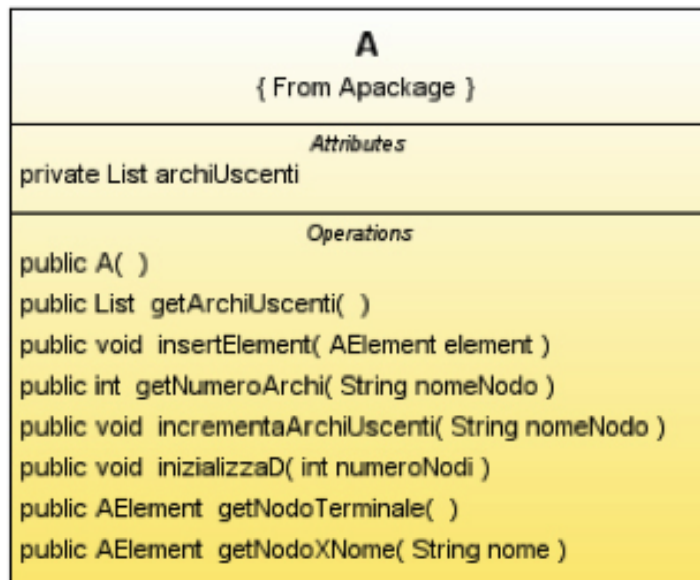 A
{ From Apackage }
Attributes
private List archiUscenti
Operations
public A( )
public List getArchiUscenti( )
public void insertElement( AElement element )
public int getNumeroArchi( String nomeNodo )
public void incrementaArchiUscenti( String nomeNodo )
public void inizializzaD( int numeroNodi )
public AElement getNodoTerminale( )
public AElement getNodoXNome( String nome )